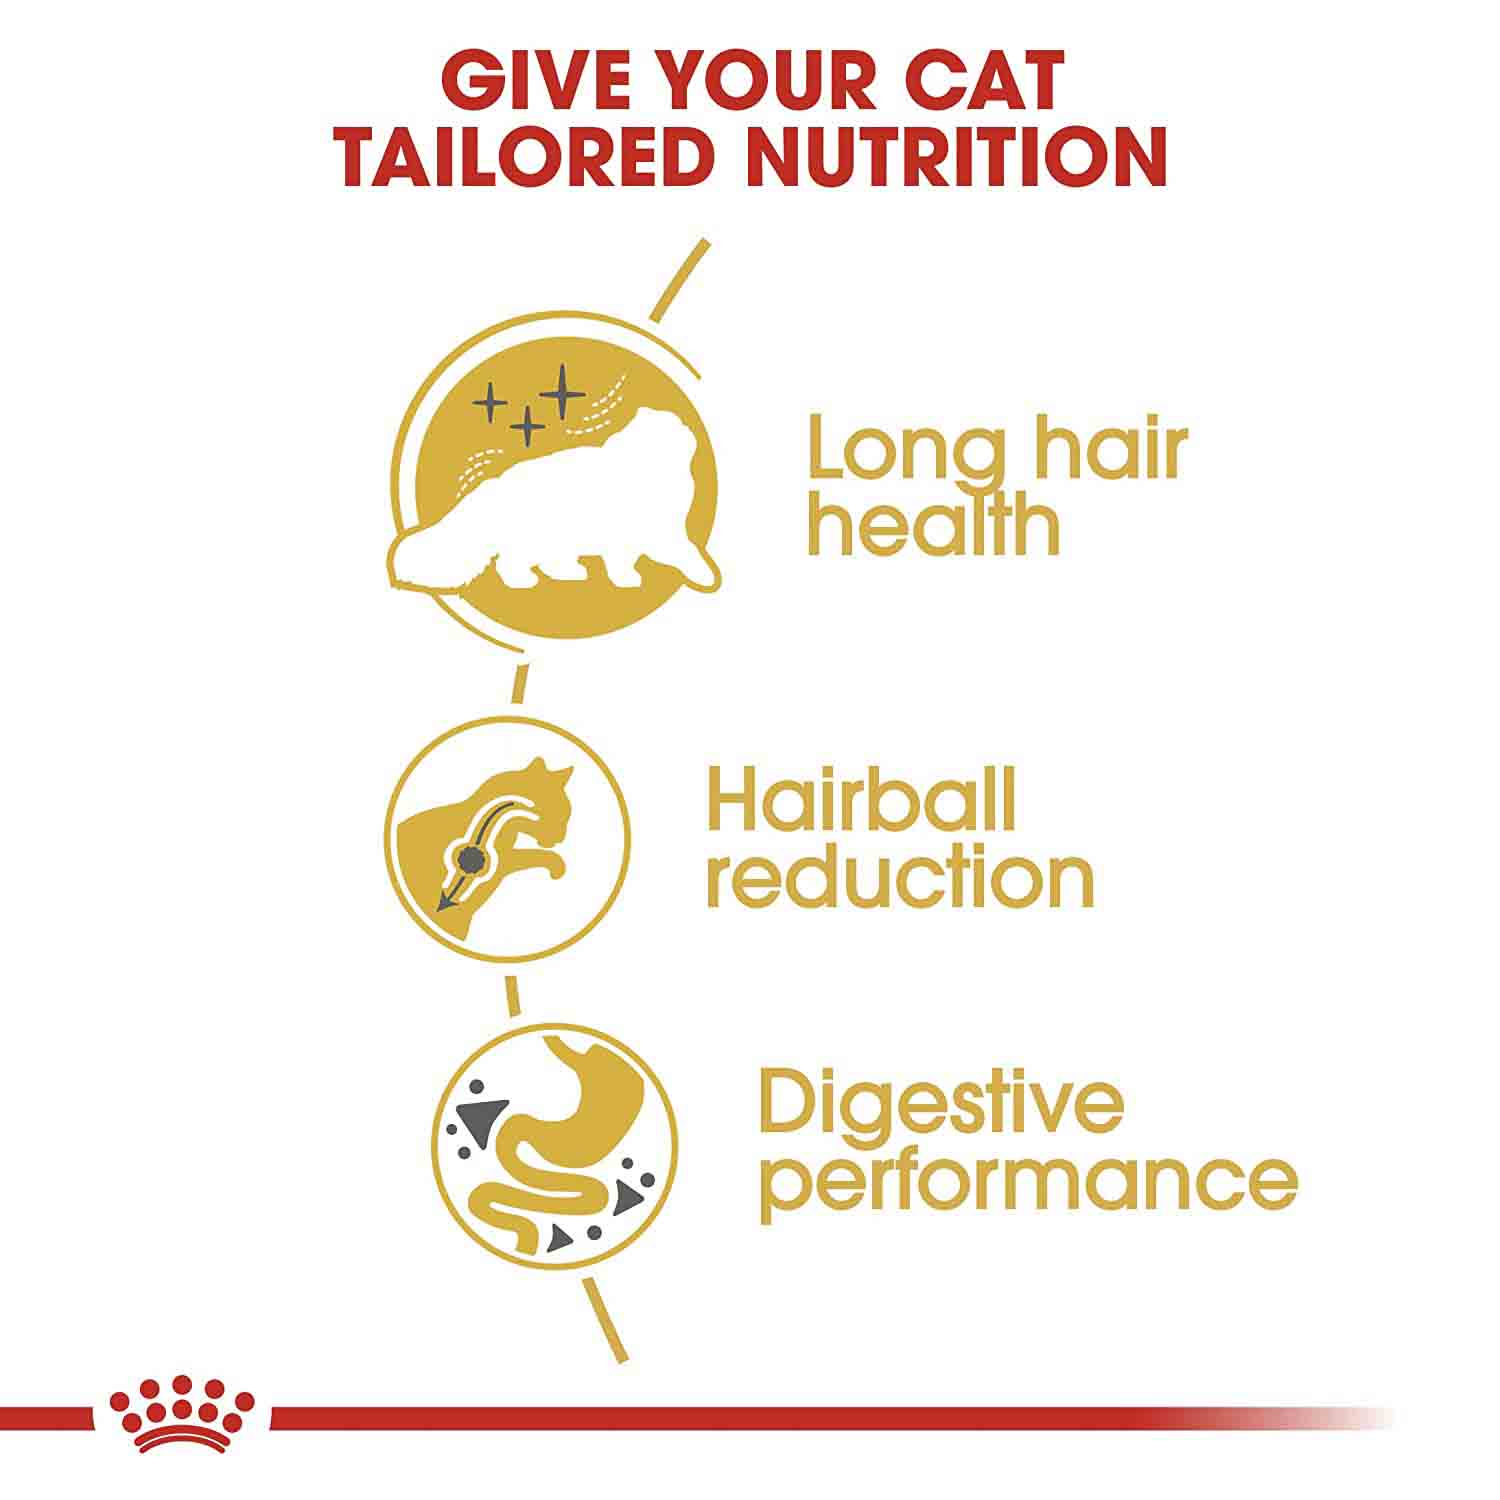 GIVE YOUR CAT
TAILORED NUTRITION
Long hair
health
Hairball
reduction
Digestive
performance